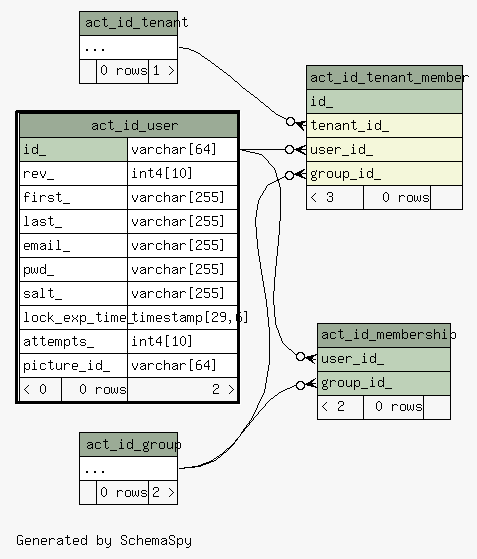 act_id_tenant
...
0 rows 1 >
act_id_tenant_member
id_
tenant_id_
user_id_
group_id_
< 3 0 rows
act_id_user
id_ varchar[64]
rev_ int4[10]
first_ varchar[255]
last_ varchar[255]
email_ varchar[255]
pwd_ varchar[255]
salt_ varchar[255]
lock_exp_time_ timestamp[29,6]
attempts_ int4[10]
picture_id_ varchar[64]
< 0 0 rows 2 >
act_id_membership
user_id_
group_id_
< 2 0 rows
act_id_group
...
0 rows 2 >
Generated by SchemaSpy